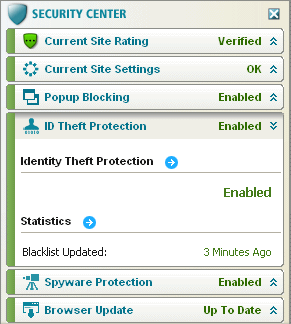 SECURITY CENTER
Current Site Rating Verified
Current Site Settings OK
Popup Blocking Enabled
ID Theft Protection Enabled
Identity Theft Protection
Enabled
Statistics
Blacklist Updated: 3 Minutes Ago
Spyware Protection Enabled
Browser Update Up To Date